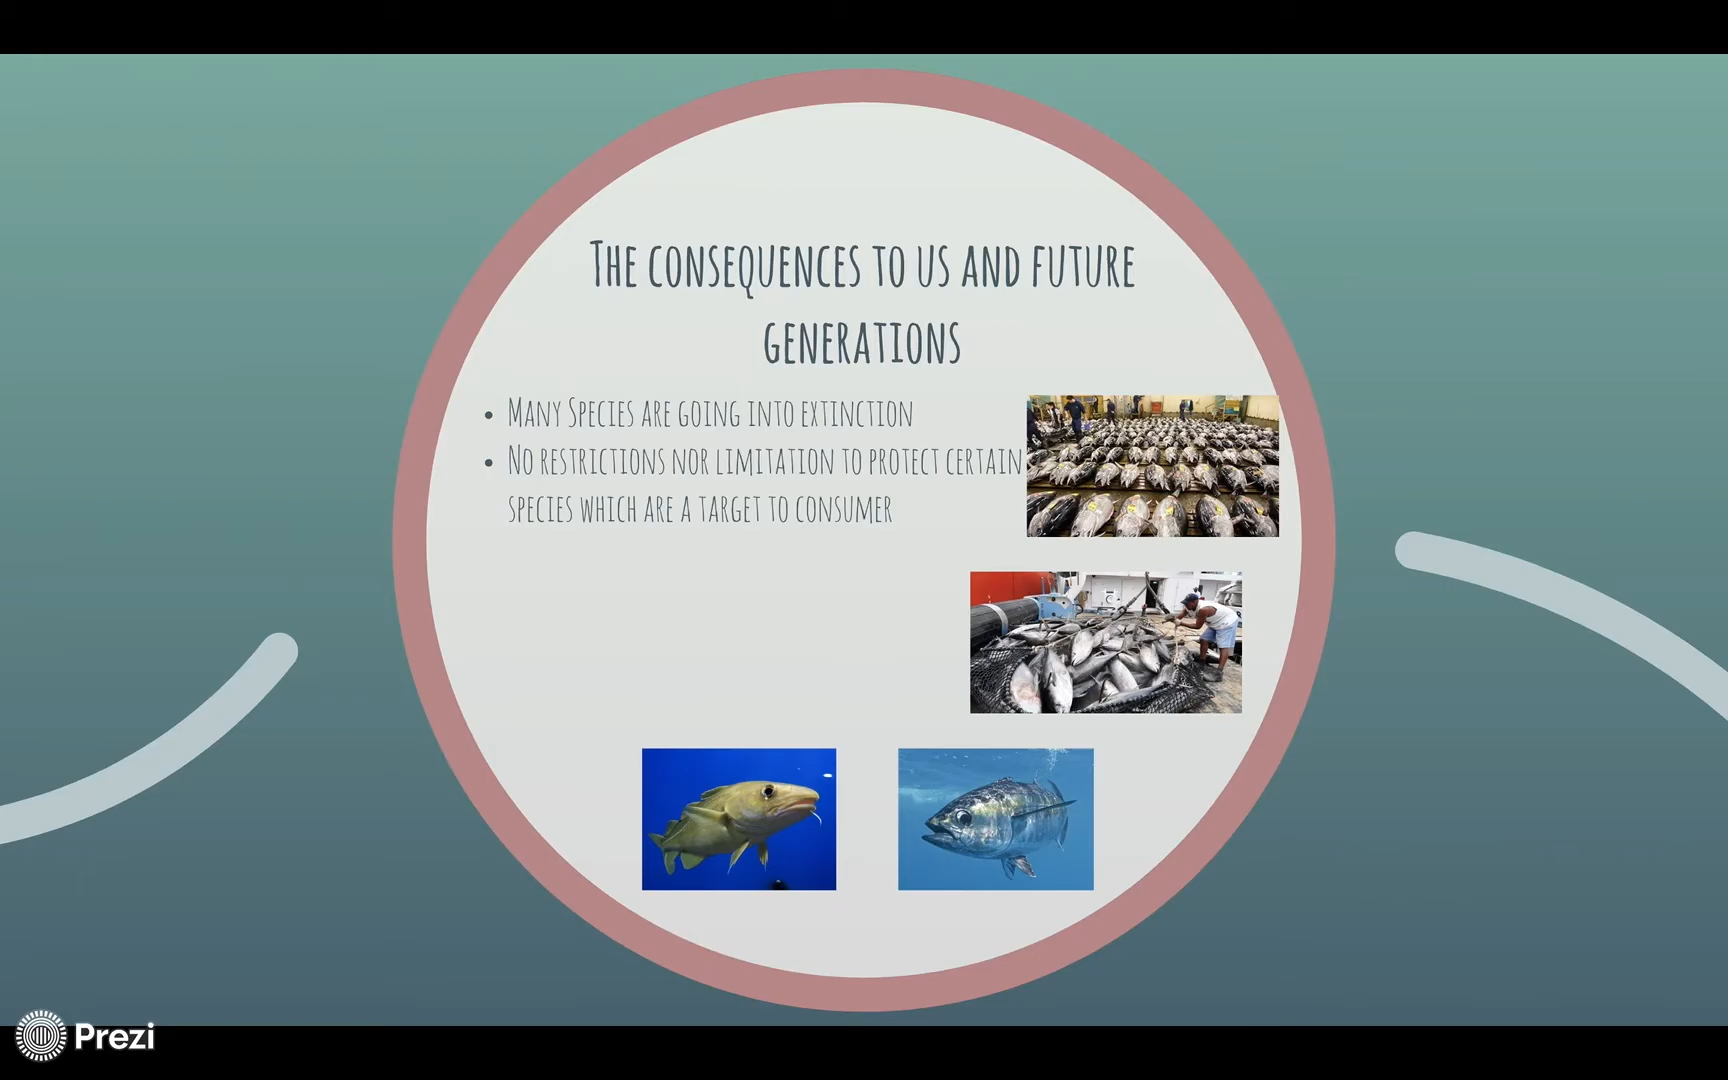 The consequences to us and future
generations
• Many Species are going into extinction
• No restrictions nor limitation to protect certain
species which are a target to consumer
Prezi